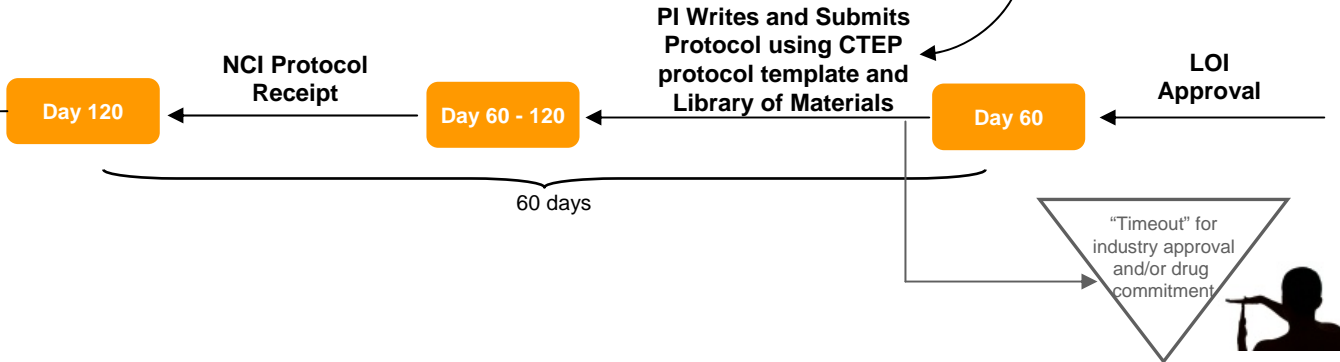 PI Writes and Submits
Protocol using CTEP
protocol template and
Library of Materials
NCI Protocol
Receipt
LOI
Approval
Day 120
Day 60 - 120
Day 60
60 days
“Timeout” for
industry approval
and/or drug
commitment